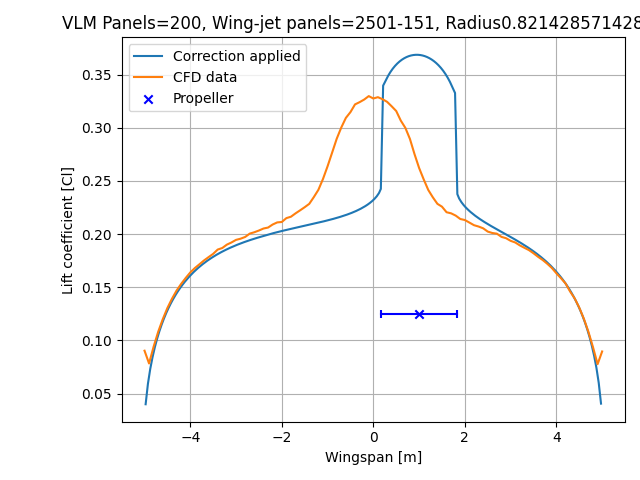 VLM Panels=200, Wing-jet panels=2501-151, Radius0.821428571428
Correction applied
CFD data
Propeller
Lift coefficient [Cl]
0.35
0.30
0.25
0.20
0.15
0.10
0.05
−4
−2
0
2
4
Wingspan [m]